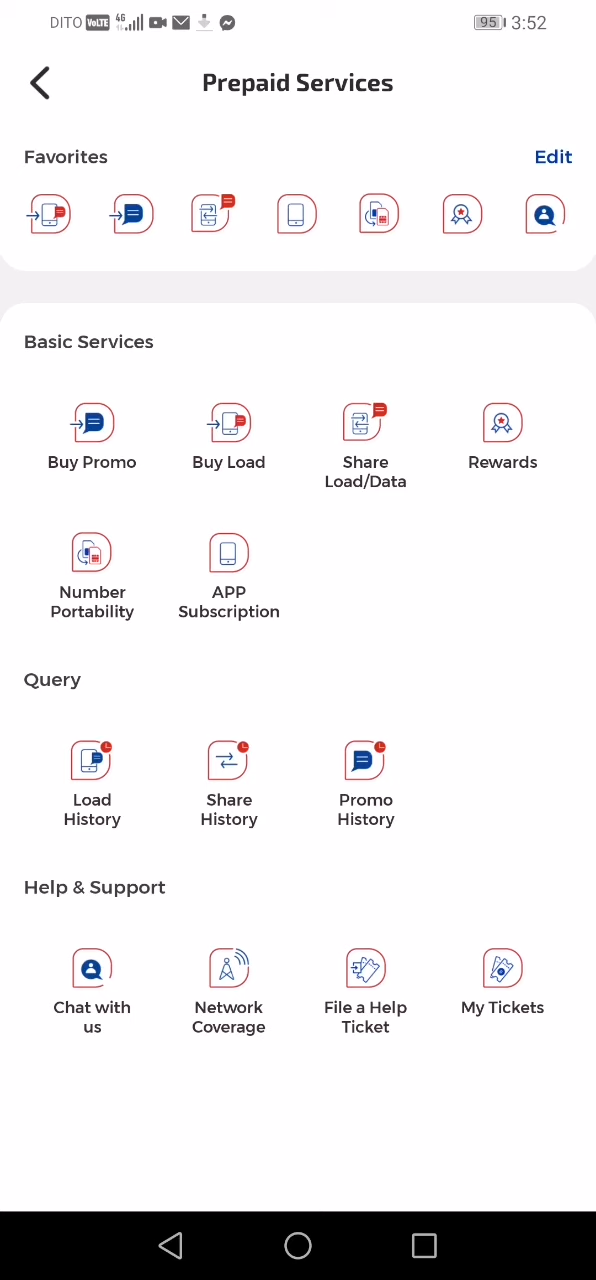 DITO VoLTE 4G 95 3:52
Prepaid Services
Favorites Edit
Basic Services
Buy Promo Buy Load Share Rewards
Load/Data
Number APP
Portability Subscription
Query
Load Share Promo
History History History
Help & Support
Chat with Network File a Help My Tickets
us Coverage Ticket